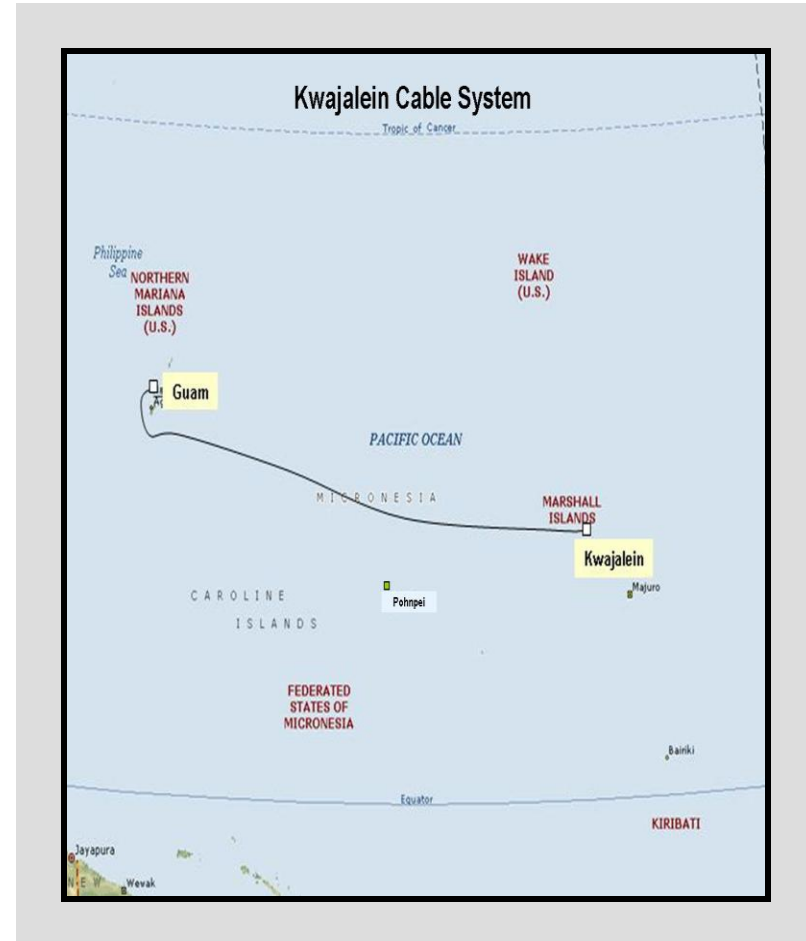 Kwajalein Cable System
Tropic of Cancer
Philippine
Sea
NORTHERN
MARIANA
ISLANDS
(U.S.)
WAKE
ISLAND
(U.S.)
Guam
PACIFIC OCEAN
MICRONESIA
MARSHALL
ISLANDS
Kwajalein
Majuro
Pohnpei
CAROLINE
ISLANDS
FEDERATED
STATES OF
MICRONESIA
Bairiki
Equator
KIRIBATI
Jayapura
NEW
Wewak